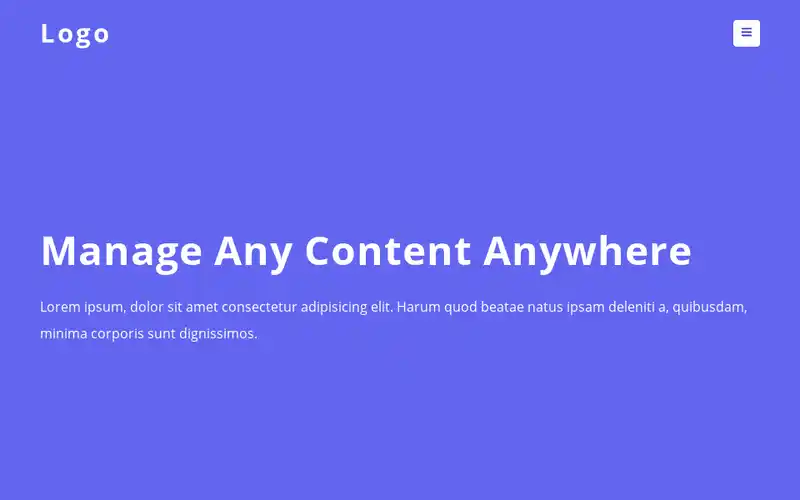 Logo
Manage Any Content Anywhere
Lorem ipsum, dolor sit amet consectetur adipisicing elit. Harum quod beatae natus ipsam deleniti a, quibusdam,
minima corporis sunt dignissimos.